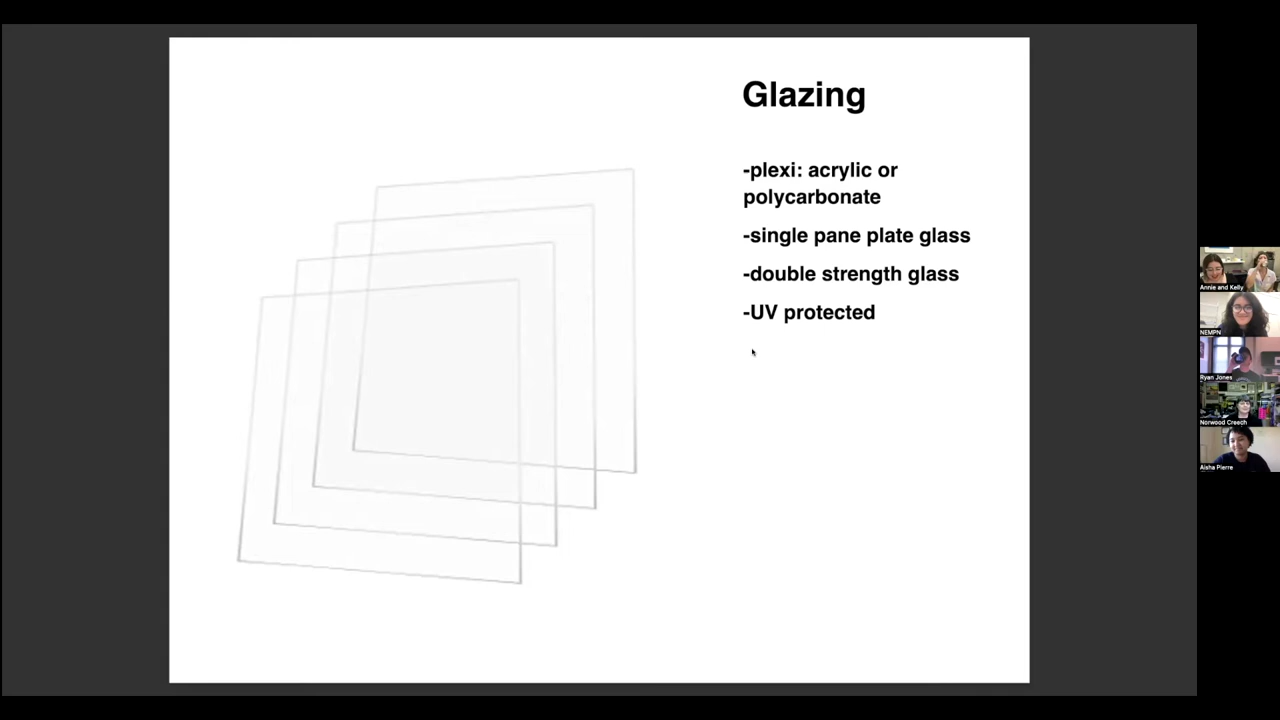 Glazing
-plexi: acrylic or
polycarbonate
-single pane plate glass
-double strength glass
-UV protected
Annie and Kelly
NEMPN
Ryan Jones
Norwood Creech
Aisha Pierre